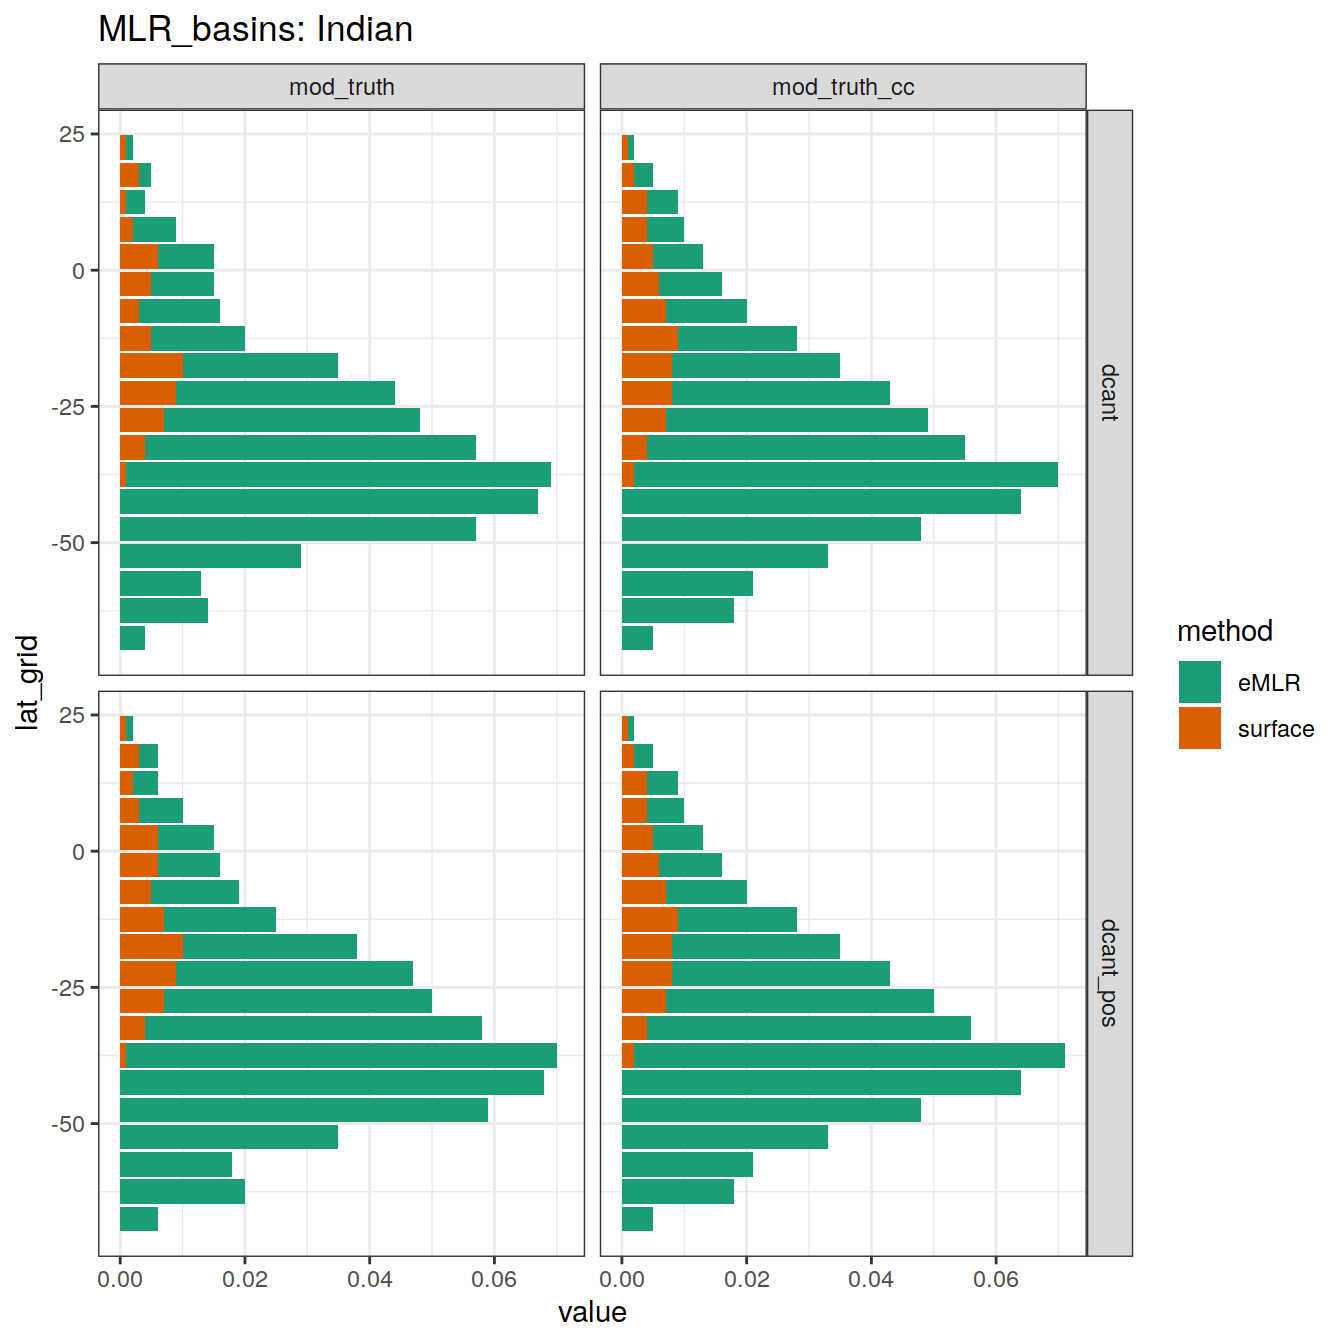 MLR_basins: Indian
mod_truth
mod_truth_cc
25
0
-25
-50
dcant
25
0
-25
-50
dcant_pos
lat_grid
0.00
0.02
0.04
0.06
0.00
0.02
0.04
0.06
value
method
eMLR
surface